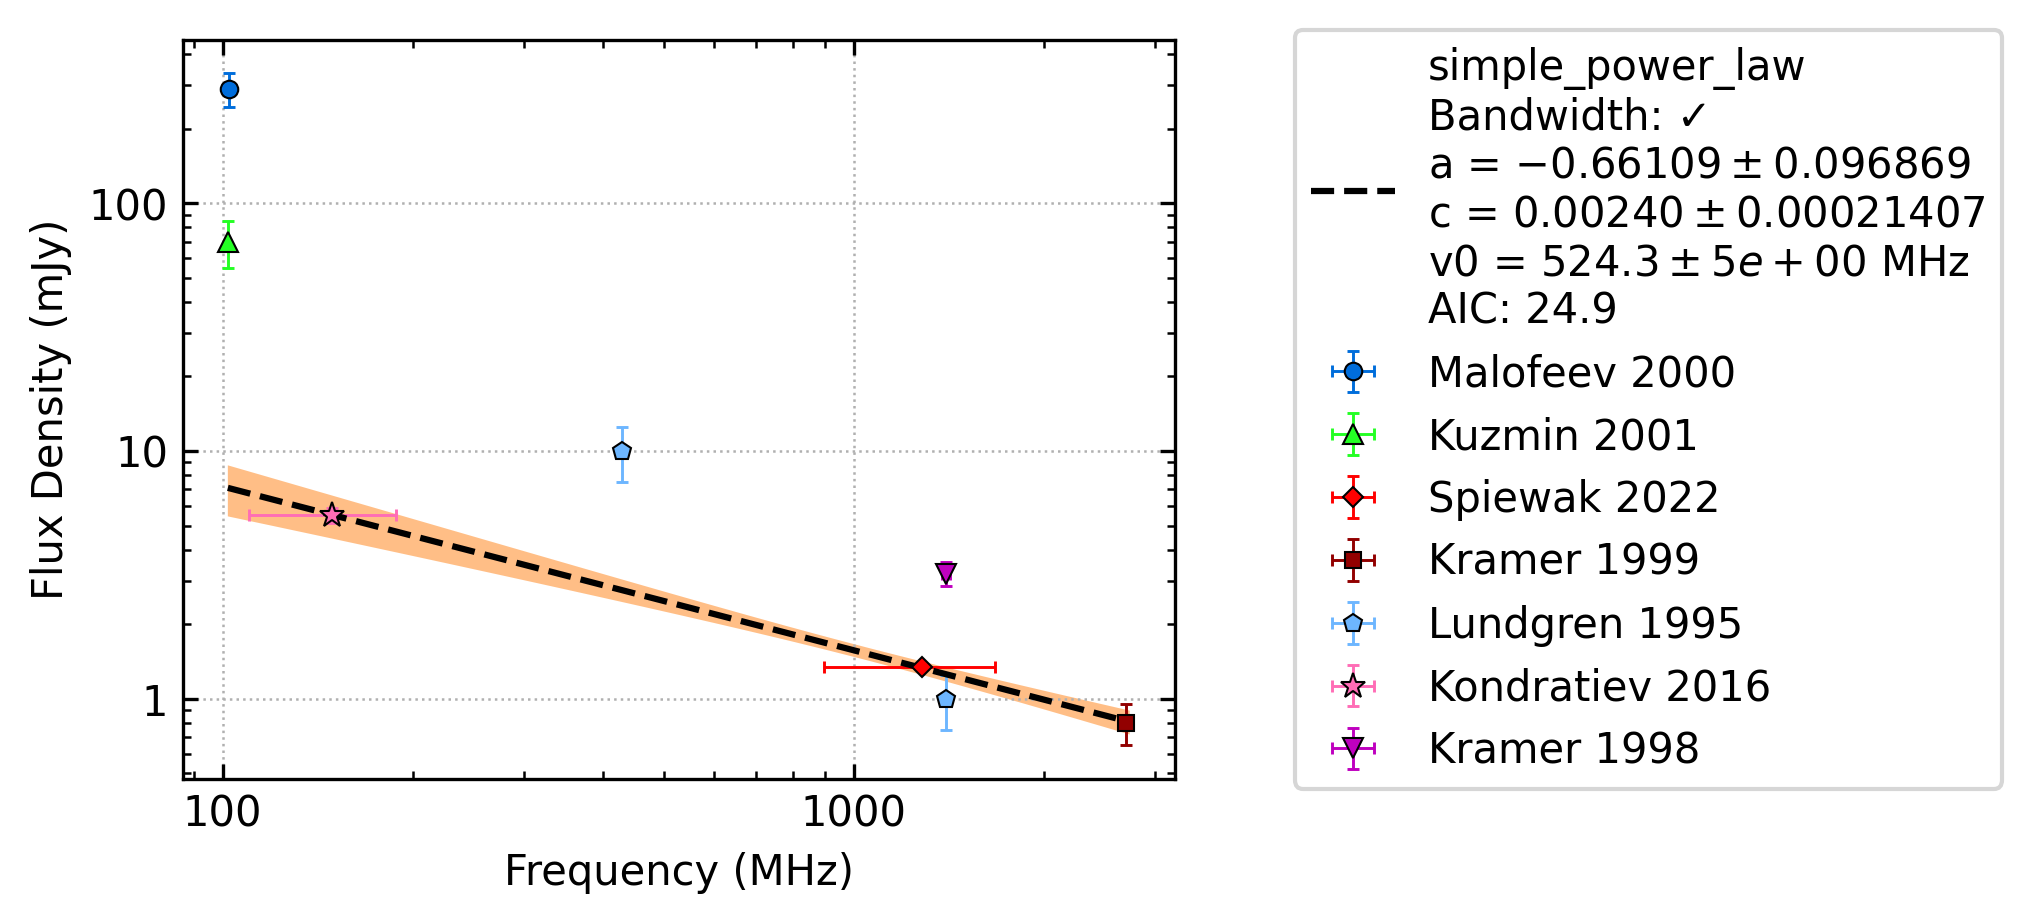 100
10
1
Flux Density (mJy)
100
1000
Frequency (MHz)
simple_power_law
Bandwidth: ✓
a = −0.66109 ± 0.096869
c = 0.00240 ± 0.00021407
v0 = 524.3 ± 5e + 00 MHz
AIC: 24.9
Malofeev 2000
Kuzmin 2001
Spiewak 2022
Kramer 1999
Lundgren 1995
Kondratiev 2016
Kramer 1998